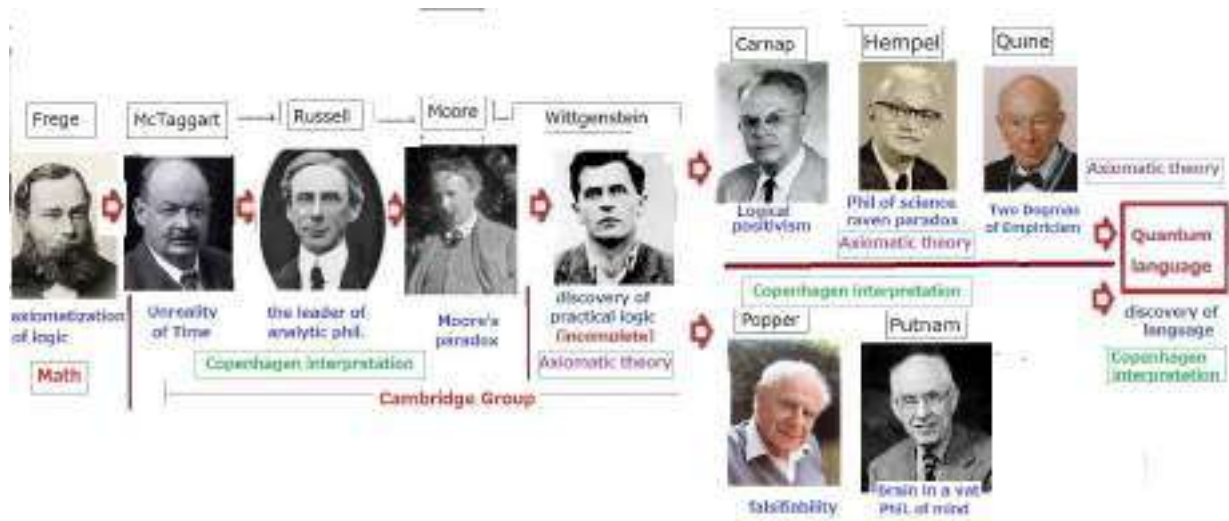 Carnap
Hempel
Quine
Frege
McTaggart
Russell
Moore
Wittgenstein
Axiomatic theory
Logical
positivism
Phil of science
raven paradox
Axiomatic theory
Two Dogmas
of Empiricism
Quantum
language
axiomatization
of logic
Math
Unreality
of Time
the leader of
analytic phil.
Moore's
paradox
discovery of
practical logic
(incomplete)
Axiomatic theory
Copenhagen interpretation
Cambridge Group
Copenhagen interpretation
Popper
Putnam
discovery of
language
Copenhagen
interpretation
falsifiability
brain in a vat
Phil of mind